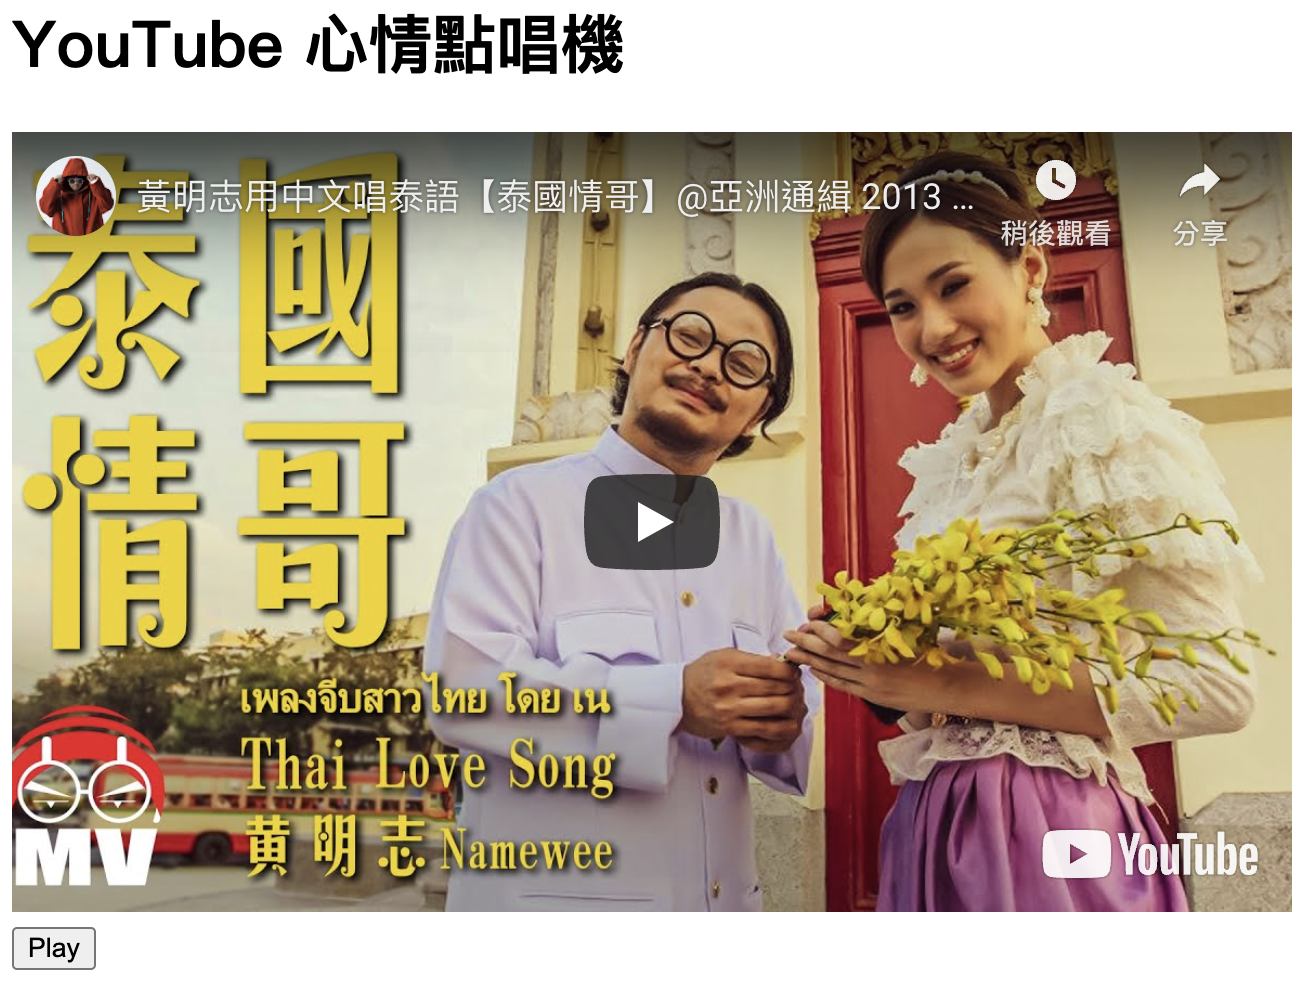 YouTube 心情點唱機
黃明志用中文唱泰語【泰國情哥】@亞洲通緝 2013 ...
稍後觀看
分享
泰國
情哥
เพลงจีบสาวไทย โดย เน
Thai Love Song
黄明志 Namewee
MV
YouTube
Play